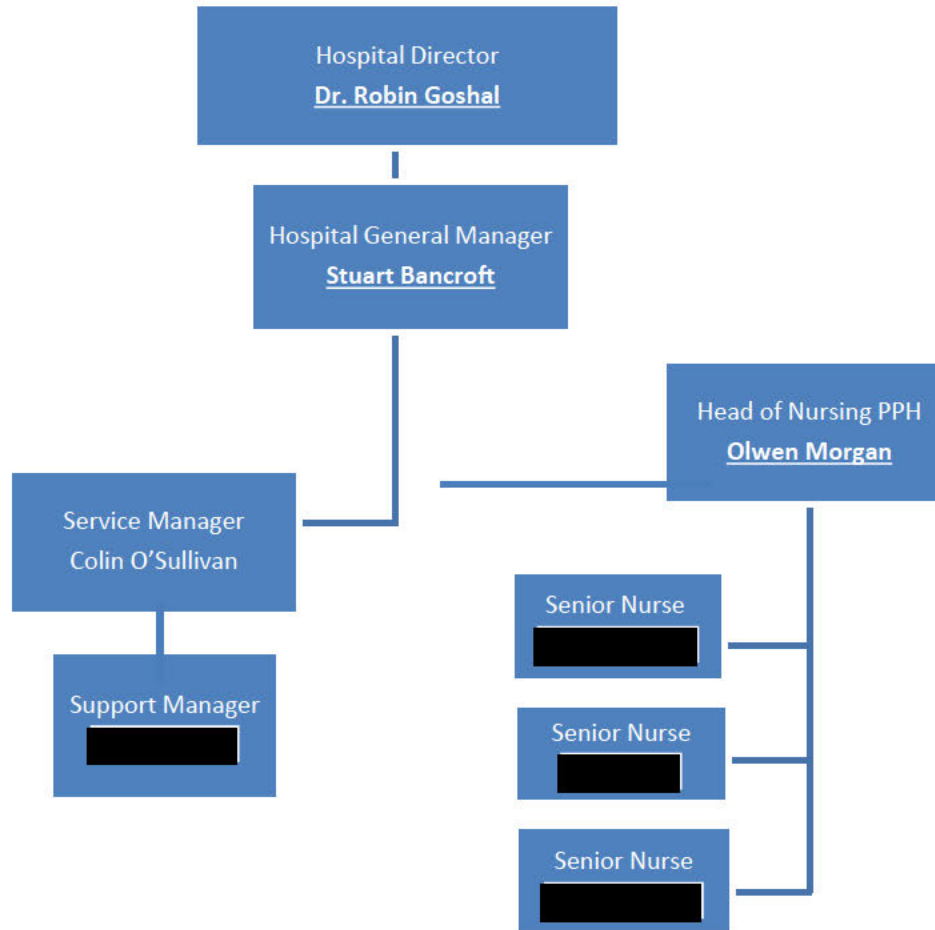 Hospital Director
Dr. Robin Goshal
Hospital General Manager
Stuart Bancroft
Head of Nursing PPH
Olwen Morgan
Service Manager
Colin O’Sullivan
Support Manager
Senior Nurse
Senior Nurse
Senior Nurse